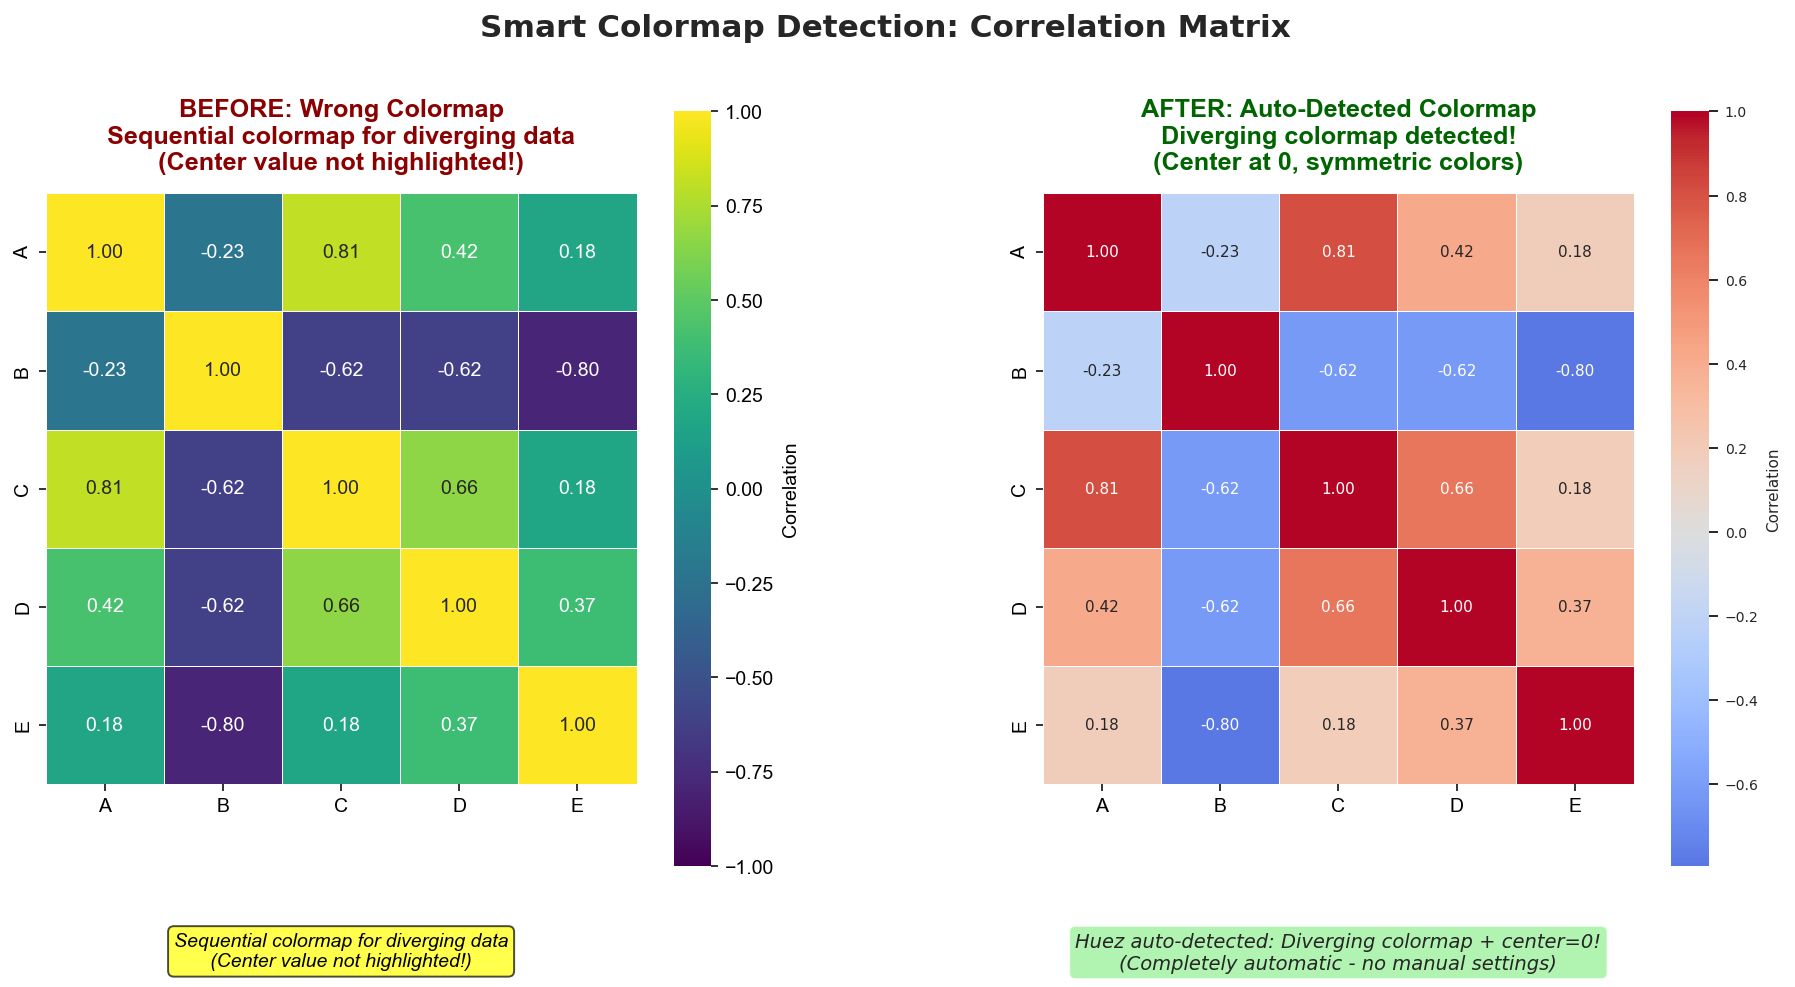 Smart Colormap Detection: Correlation Matrix
BEFORE: Wrong Colormap
Sequential colormap for diverging data
(Center value not highlighted!)
A 1.00 -0.23 0.81 0.42 0.18
B -0.23 1.00 -0.62 -0.62 -0.80
C 0.81 -0.62 1.00 0.66 0.18
D 0.42 -0.62 0.66 1.00 0.37
E 0.18 -0.80 0.18 0.37 1.00
A B C D E
1.00
0.75
0.50
0.25
0.00
−0.25
−0.50
−0.75
−1.00
Correlation
Sequential colormap for diverging data
(Center value not highlighted!)
AFTER: Auto-Detected Colormap
Diverging colormap detected!
(Center at 0, symmetric colors)
A 1.00 -0.23 0.81 0.42 0.18
B -0.23 1.00 -0.62 -0.62 -0.80
C 0.81 -0.62 1.00 0.66 0.18
D 0.42 -0.62 0.66 1.00 0.37
E 0.18 -0.80 0.18 0.37 1.00
A B C D E
1.0
0.8
0.6
0.4
0.2
0.0
−0.2
−0.4
−0.6
Correlation
Huez auto-detected: Diverging colormap + center=0!
(Completely automatic - no manual settings)